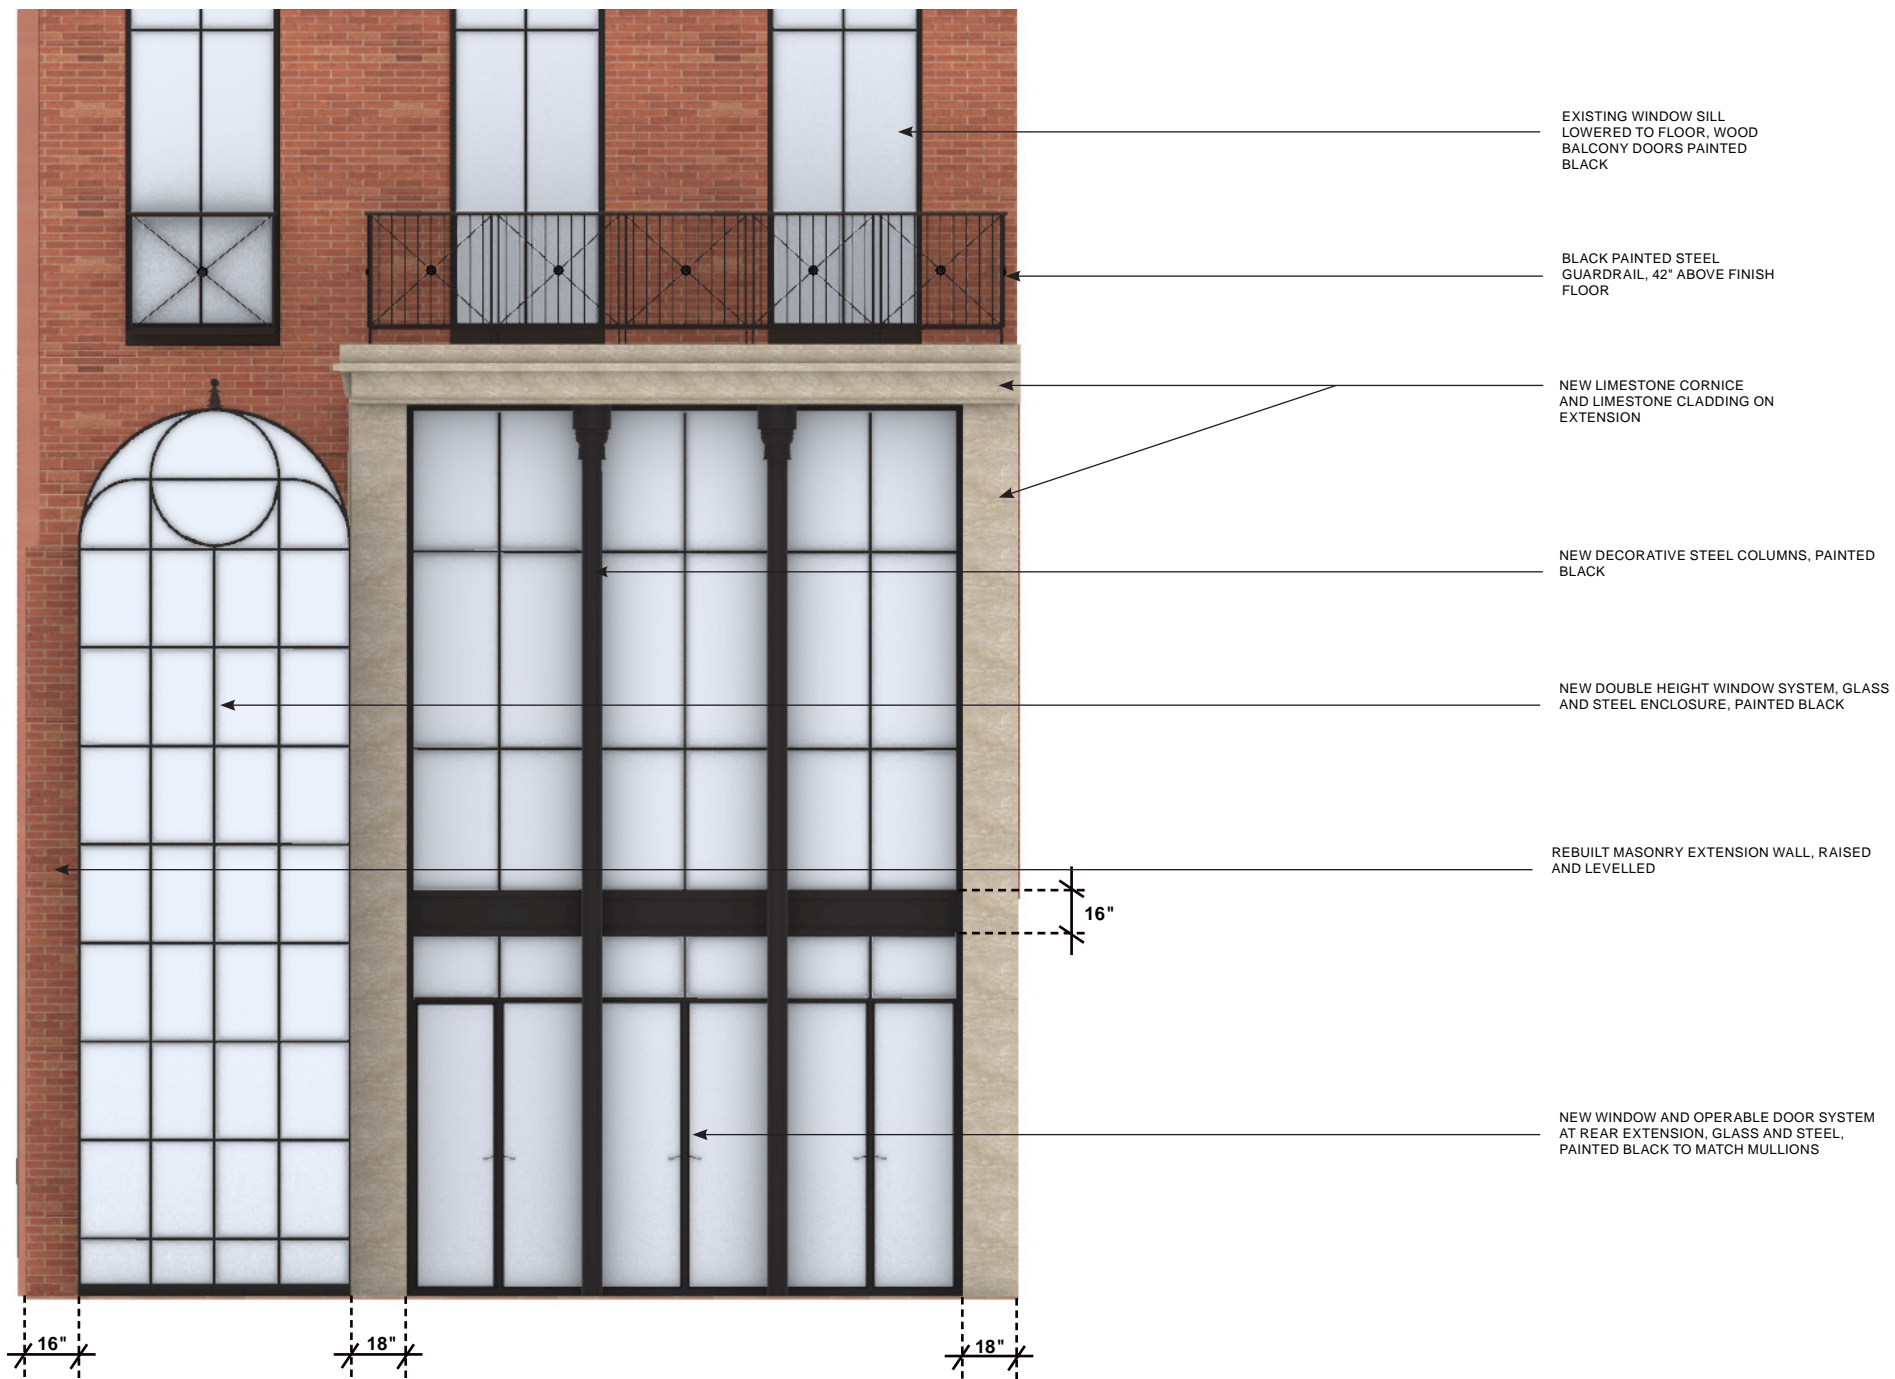 EXISTING WINDOW SILL
LOWERED TO FLOOR, WOOD
BALCONY DOORS PAINTED
BLACK
BLACK PAINTED STEEL
GUARDRAIL, 42" ABOVE FINISH
FLOOR
NEW LIMESTONE CORNICE
AND LIMESTONE CLADDING ON
EXTENSION
NEW DECORATIVE STEEL COLUMNS, PAINTED
BLACK
NEW DOUBLE HEIGHT WINDOW SYSTEM, GLASS
AND STEEL ENCLOSURE, PAINTED BLACK
REBUILT MASONRY EXTENSION WALL, RAISED
AND LEVELLED
16"
NEW WINDOW AND OPERABLE DOOR SYSTEM
AT REAR EXTENSION, GLASS AND STEEL,
PAINTED BLACK TO MATCH MULLIONS
16"
18"
18"